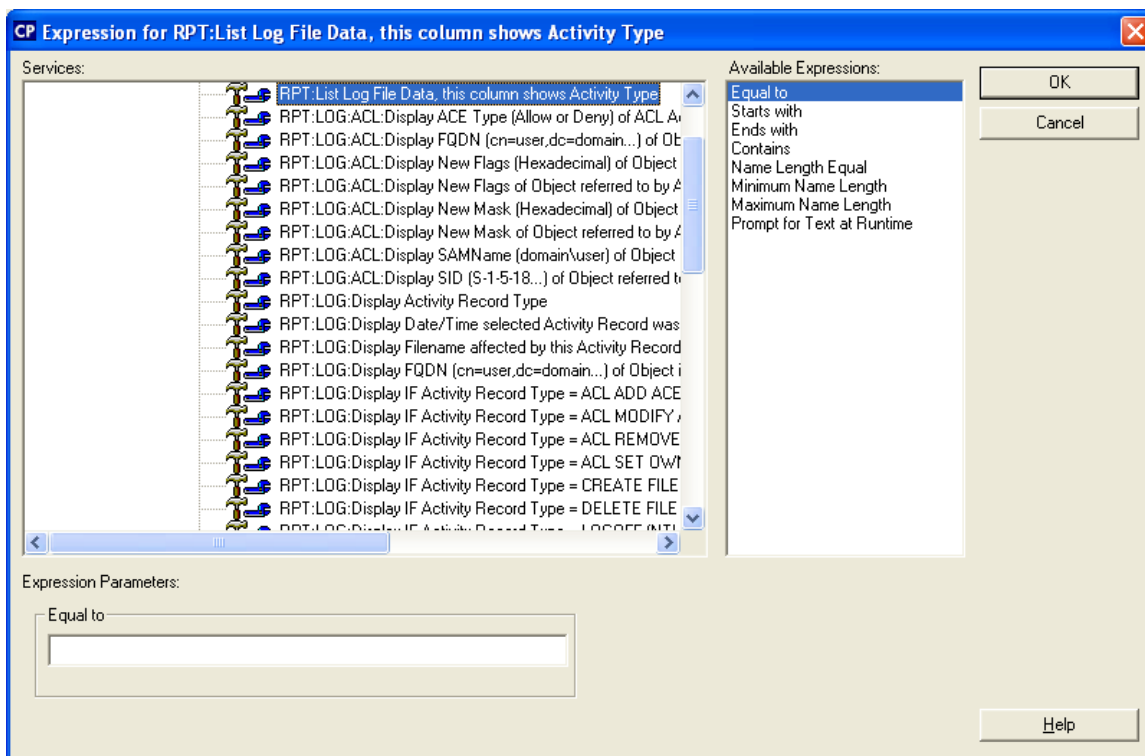 CP Expression for RPT:List Log File Data, this column shows Activity Type
Services:
RPT:List Log File Data, this column shows Activity Type
RPT:LOG:ACL:Display ACE Type (Allow or Deny) of ACL
RPT:LOG:ACL:Display FQDN (cn=user,dc=domain...) of
RPT:LOG:ACL:Display New Flags (Hexadecimal) of Object
RPT:LOG:ACL:Display New Flags of Object referred to by
RPT:LOG:ACL:Display New Mask (Hexadecimal) of Object
RPT:LOG:ACL:Display New Mask of Object referred to by
RPT:LOG:ACL:Display SAMName (domain\user) of Object
RPT:LOG:ACL:Display SID (S-1-5-18...) of Object referred
RPT:LOG:Display Activity Record Type
RPT:LOG:Display Date/Time selected Activity Record was
RPT:LOG:Display Filename affected by this Activity Record
RPT:LOG:Display FQDN (cn=user,dc=domain...) of Object
RPT:LOG:Display IF Activity Record Type = ACL ADD ACE
RPT:LOG:Display IF Activity Record Type = ACL MODIFY
RPT:LOG:Display IF Activity Record Type = ACL REMOVE
RPT:LOG:Display IF Activity Record Type = ACL SET
RPT:LOG:Display IF Activity Record Type = CREATE FILE
RPT:LOG:Display IF Activity Record Type = DELETE FILE
RPT:LOG:Display IF Activity Record Type =
Available Expressions:
Equal to
Starts with
Ends with
Contains
Name Length Equal
Minimum Name Length
Maximum Name Length
Prompt for Text at Runtime
OK
Cancel
Expression Parameters:
Equal to
Help